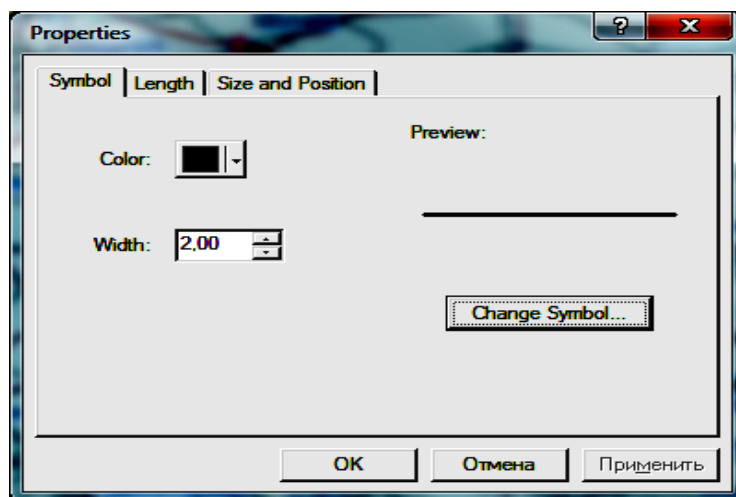 Properties
Symbol Length Size and Position
Preview:
Color:
Width: 2,00
Change Symbol...
OK Отмена Применить